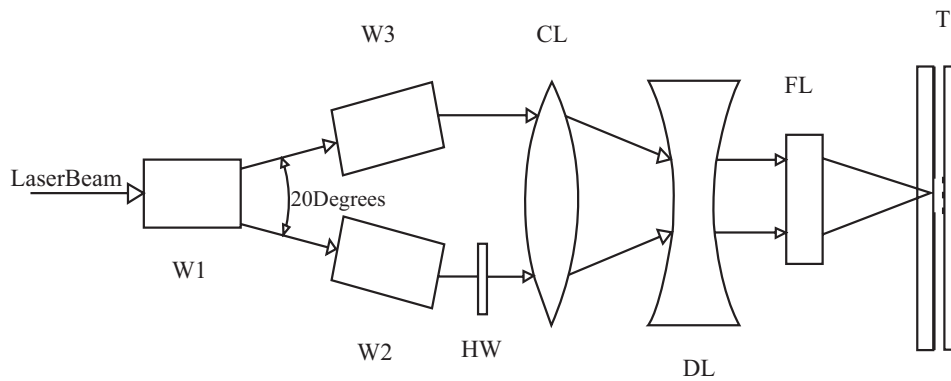 W3
CL
T
FL
LaserBeam
20Degrees
W1
W2
HW
DL